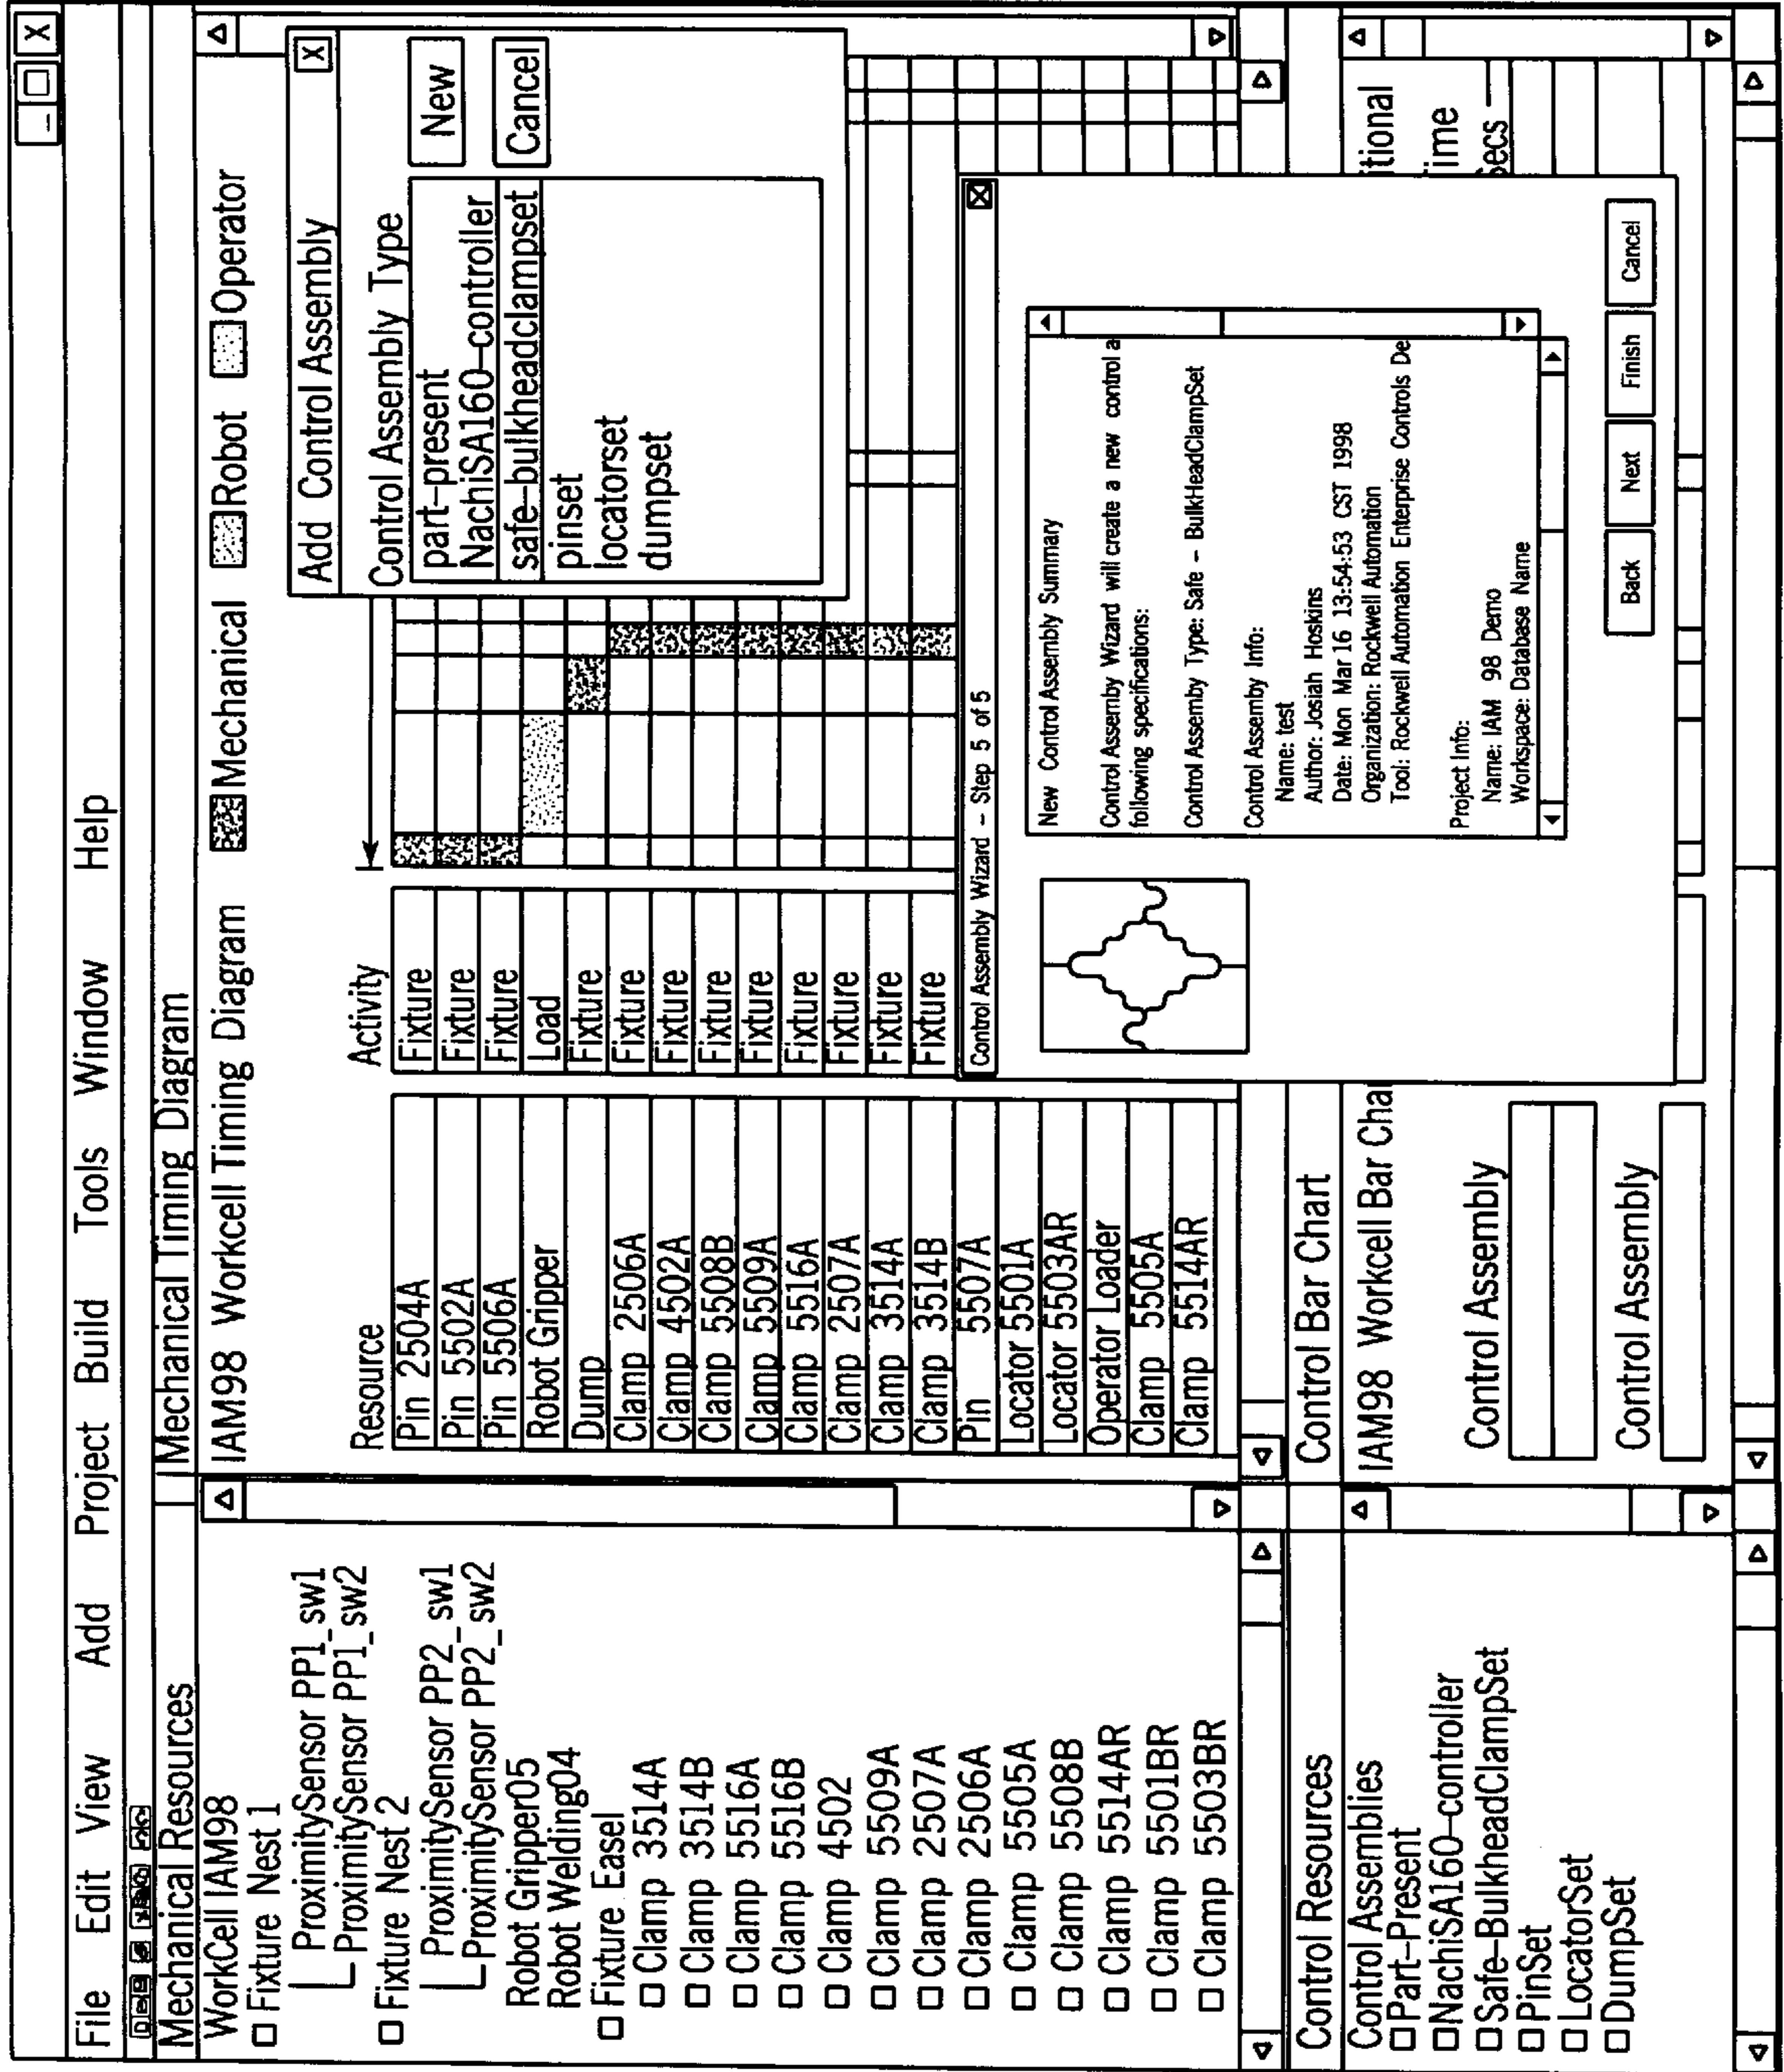 File Edit View Add Project Build Tools Window Help
Mechanical Resources
WorkCell IAM98
Fixture Nest 1
ProximitySensor PP1_sw1
ProximitySensor PP1_sw2
Fixture Nest 2
ProximitySensor PP2_sw1
ProximitySensor PP2_sw2
Robot Gripper05
Robot Welding04
Fixture Easel
Clamp 3514A
Clamp 3514B
Clamp 5516A
Clamp 5516B
Clamp 4502
Clamp 5509A
Clamp 2507A
Clamp 2506A
Clamp 5505A
Clamp 5508B
Clamp 5514AR
Clamp 5501BR
Clamp 5503BR
Mechanical Timing Diagram
IAM98 Workcell Timing Diagram Mechanical Robot Operator
Resource Activity
Pin 2504A Fixture
Pin 5502A Fixture
Pin 5506A Fixture
Robot Gripper Load
Dump Fixture
Clamp 2506A Fixture
Clamp 4502A Fixture
Clamp 5508B Fixture
Clamp 5509A Fixture
Clamp 5516A Fixture
Clamp 2507A Fixture
Clamp 3514A Fixture
Clamp 3514B Fixture
Pin 5507A
Locator 5501A
Locator 5503AR
Operator Loader
Clamp 5505A
Clamp 5514AR
Add Control Assembly X
Control Assembly Type
part-present
NachiSA160-controller
safe-bulkheadclampset
pinset
locatorset
dumpset
New
Cancel
Control Assembly Wizard - Step 5 of 5
New Control Assembly Summary
Control Assemby Wizard will create a new control a
following specifications:
Control Assemby Type: Safe - BulkHeadClampSet
Control Assemby Info:
Name: test
Author: Josiah Hoskins
Date: Mon Mar 16 13:54:53 CST 1998
Organization: Rockwell Automation
Tool: Rockwell Automation Enterprise Controls De
Project Info:
Name: IAM 98 Demo
Workspace: Database Name
Back Next Finish Cancel
Control Resources
Control Assemblies
Part-Present
NachiSA160-controller
Safe-BulkheadClampSet
PinSet
LocatorSet
DumpSet
Control Bar Chart
IAM98 Workcell Bar Cha
itional
ime
Secs
Control Assembly
Control Assembly